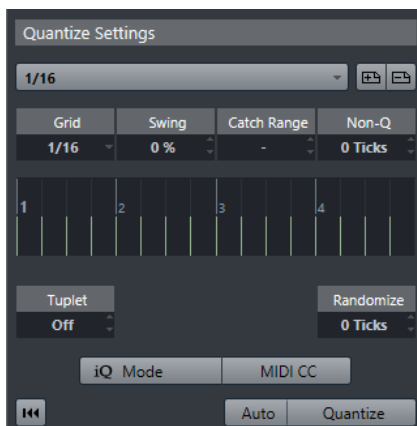 Quantize Settings
1/16
Grid Swing Catch Range Non-Q
1/16 0 % - 0 Ticks
1 2 3 4
Tuplet Randomize
Off 0 Ticks
iQ Mode MIDI CC
Auto Quantize